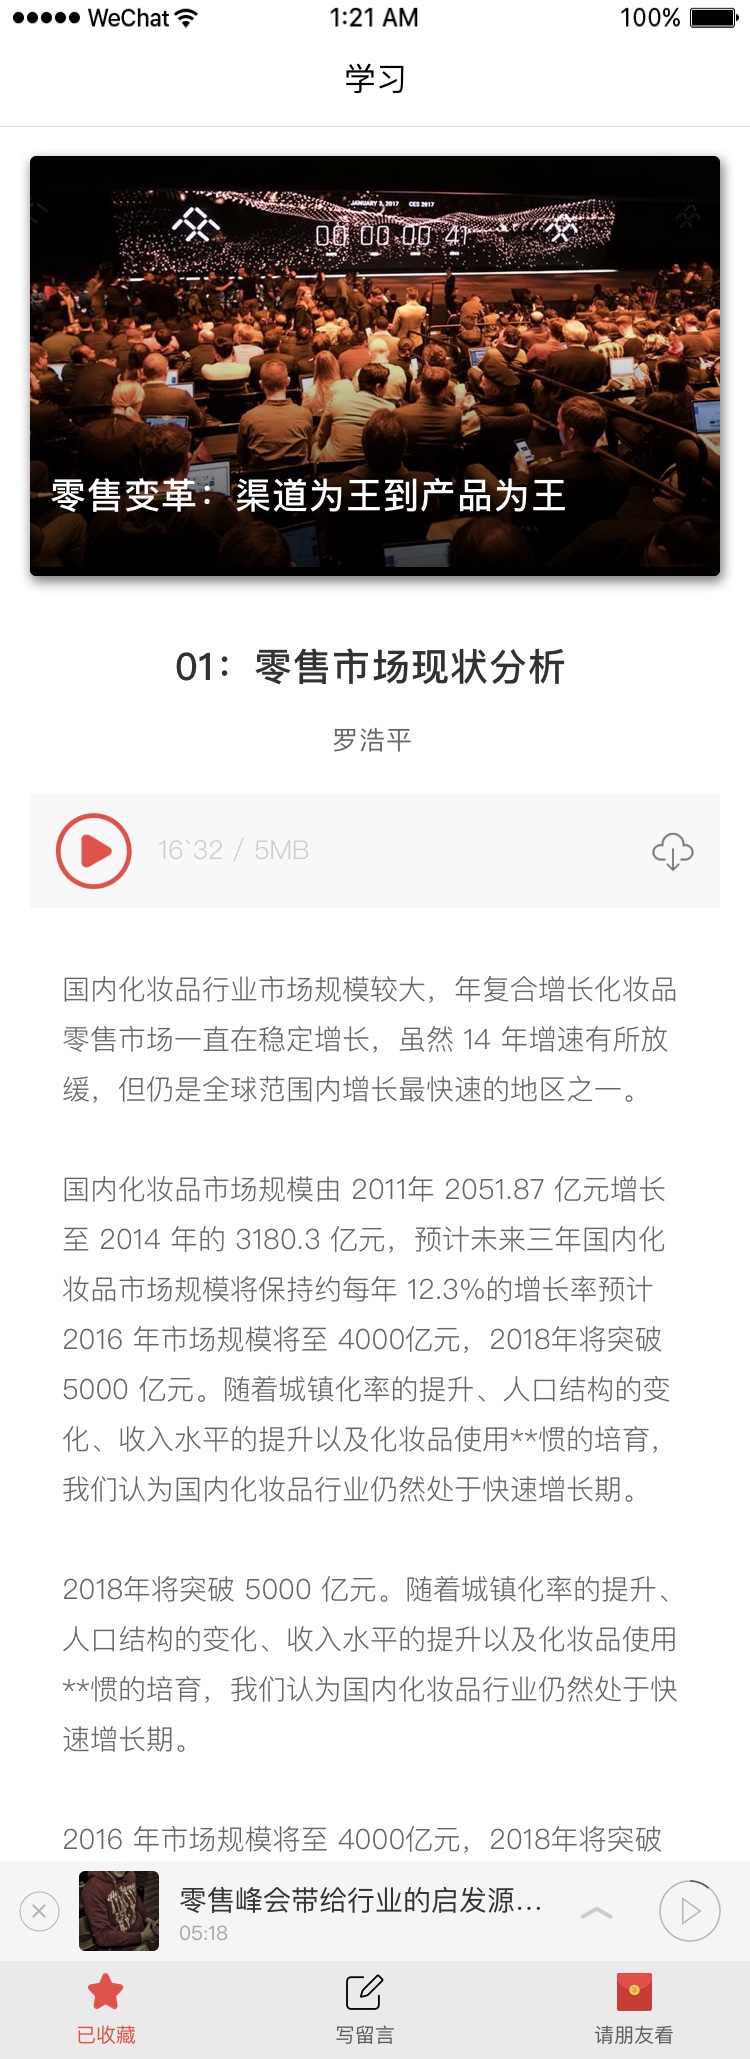 WeChat 1:21 AM 100%
学习
JANUARY 3, 2017 CES 2017
00 00 00 41
零售变革：渠道为王到产品为王
01：零售市场现状分析
罗浩平
16`32 / 5MB
国内化妆品行业市场规模较大，年复合增长化妆品
零售市场一直在稳定增长，虽然 14 年增速有所放
缓，但仍是全球范围内增长最快速的地区之一。
国内化妆品市场规模由 2011年 2051.87 亿元增长
至 2014 年的 3180.3 亿元，预计未来三年国内化
妆品市场规模将保持约每年 12.3%的增长率预计
2016 年市场规模将至 4000亿元，2018年将突破
5000 亿元。随着城镇化率的提升、人口结构的变
化、收入水平的提升以及化妆品使用**惯的培育，
我们认为国内化妆品行业仍然处于快速增长期。
2018年将突破 5000 亿元。随着城镇化率的提升、
人口结构的变化、收入水平的提升以及化妆品使用
**惯的培育，我们认为国内化妆品行业仍然处于快
速增长期。
2016 年市场规模将至 4000亿元，2018年将突破
零售峰会带给行业的启发源...
05:18
已收藏 写留言 请朋友看